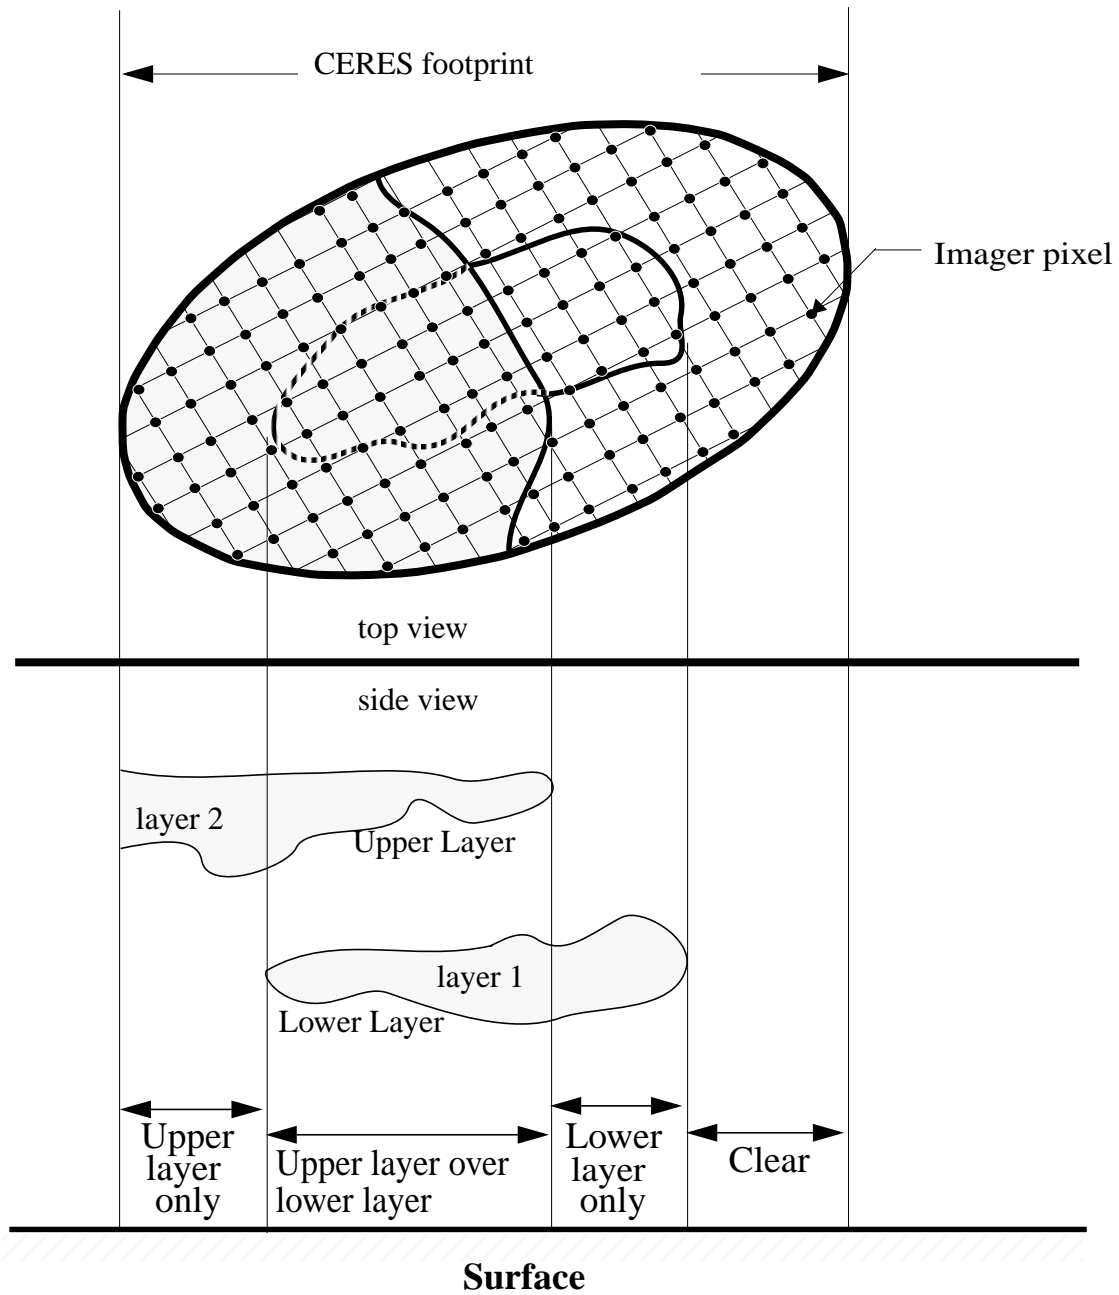 CERES footprint
Imager pixel
top view
side view
layer 2
Upper Layer
layer 1
Lower Layer
Upper
layer
only
Upper layer over
lower layer
Lower
layer
only
Clear
Surface